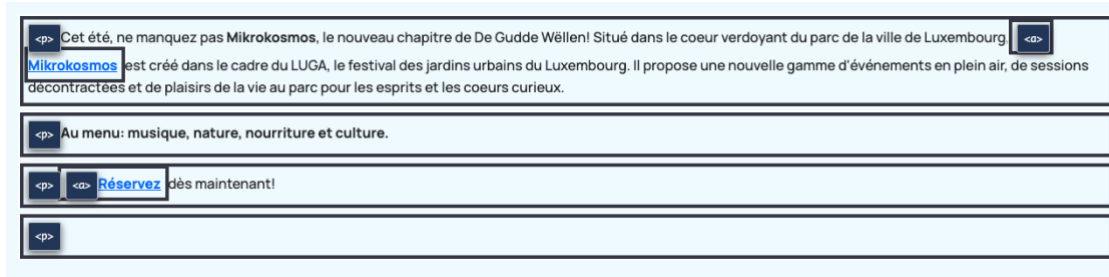 <p> Cet été, ne manquez pas Mikrokosmos, le nouveau chapitre de De Gudde Wëllen! Situé dans le coeur verdoyant du parc de la ville de Luxembourg. <a>
Mikrokosmos est créé dans le cadre du LUGA, le festival des jardins urbains du Luxembourg. Il propose une nouvelle gamme d'événements en plein air, de sessions
décontractées et de plaisirs de la vie au parc pour les esprits et les coeurs curieux.
<p> Au menu: musique, nature, nourriture et culture.
<p> <a> Réservez dès maintenant!
<p>